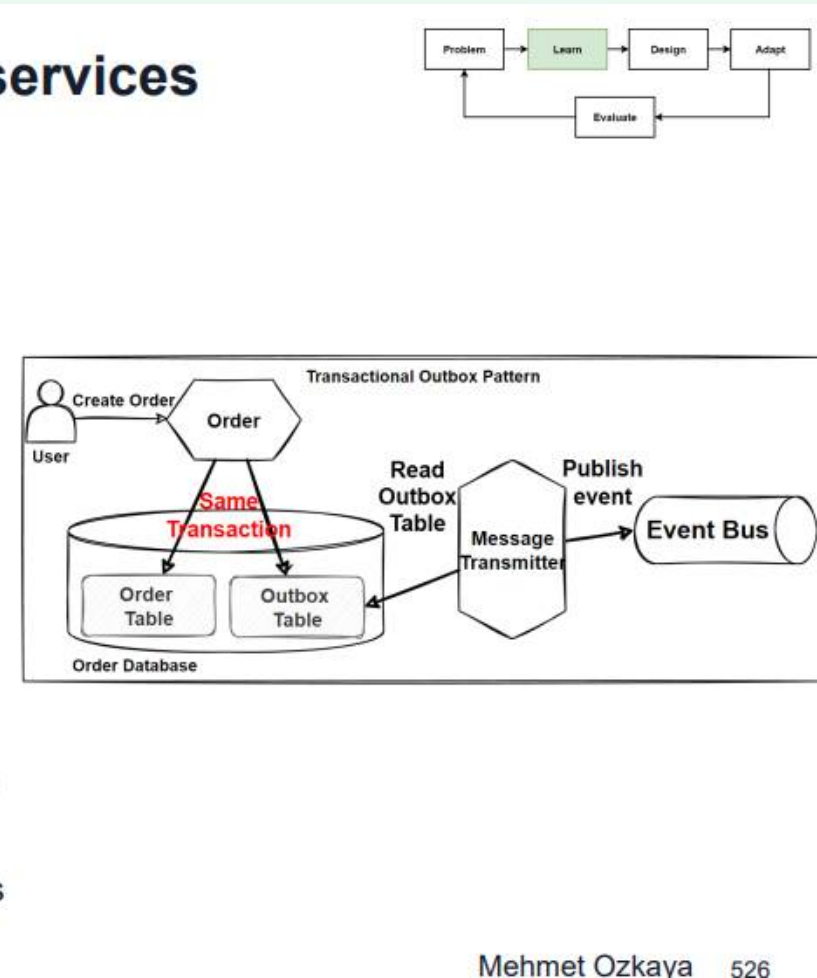 services
Problem
Learn
Design
Adapt
Evaluate
Transactional Outbox Pattern
Create Order
Order
User
Same
Transaction
Read
Outbox
Table
Publish
event
Message
Transmitter
Event Bus
Order
Table
Outbox
Table
Order Database
s
Mehmet Ozkaya 526